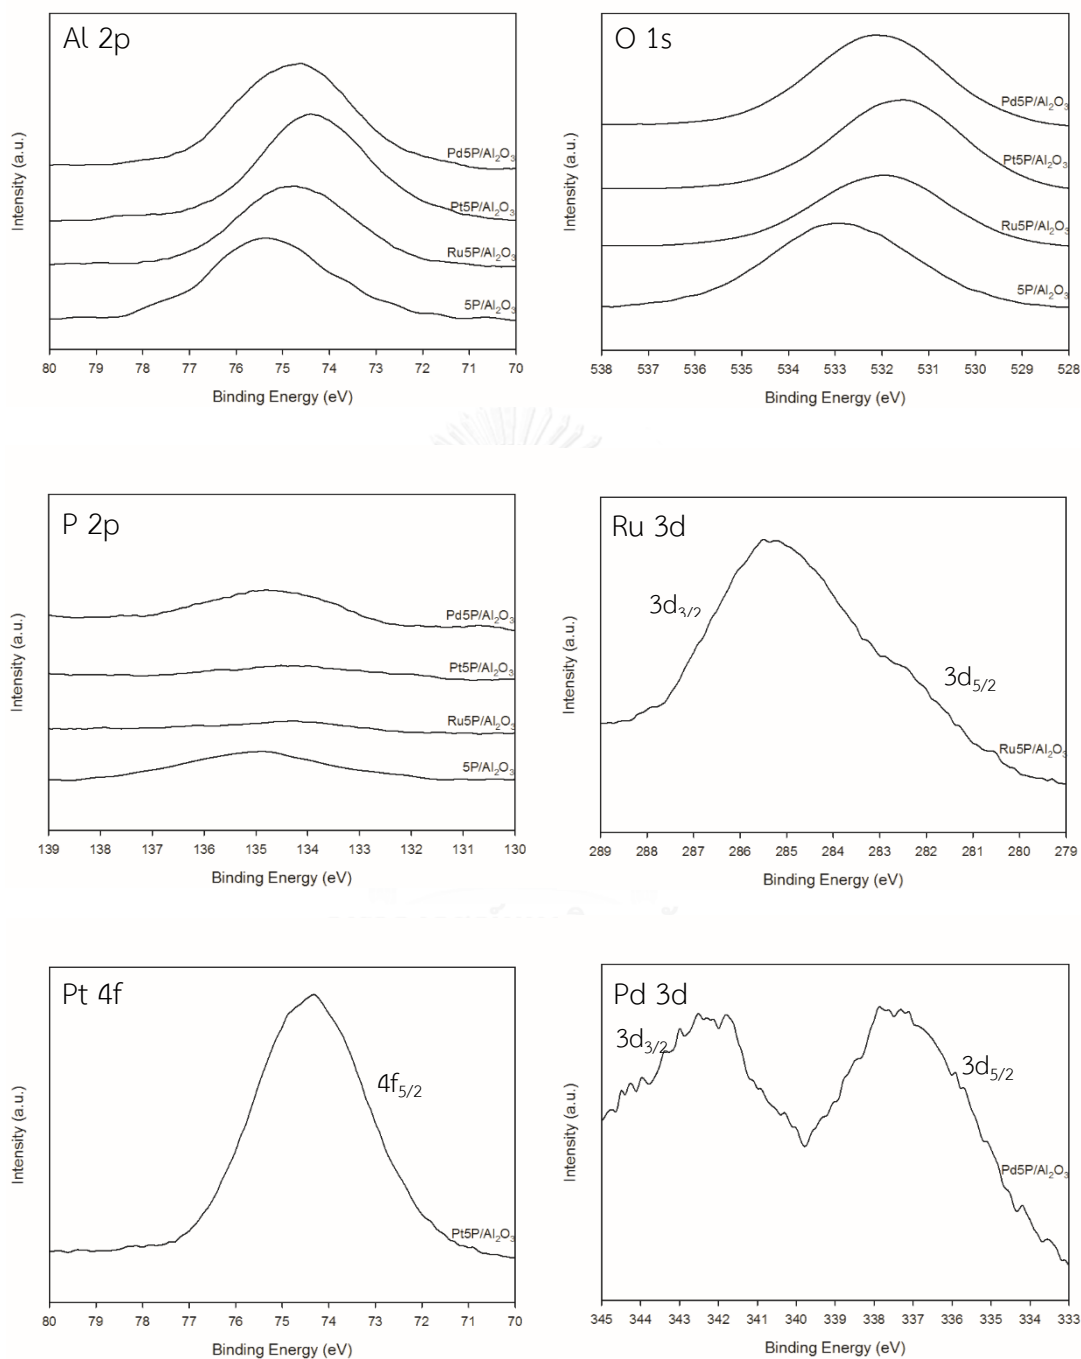 Al 2p
Intensity (a.u.)
Pd5P/Al₂O₃
Pt5P/Al₂O₃
Ru5P/Al₂O₃
5P/Al₂O₃
80 79 78 77 76 75 74 73 72 71 70
Binding Energy (eV)
O 1s
Intensity (a.u.)
Pd5P/Al₂O₃
Pt5P/Al₂O₃
Ru5P/Al₂O₃
5P/Al₂O₃
538 537 536 535 534 533 532 531 530 529 528
Binding Energy (eV)
P 2p
Intensity (a.u.)
Pd5P/Al₂O₃
Pt5P/Al₂O₃
Ru5P/Al₂O₃
5P/Al₂O₃
139 138 137 136 135 134 133 132 131 130
Binding Energy (eV)
Ru 3d
Intensity (a.u.)
3d₃/₂
3d₅/₂
Ru5P/Al₂O₃
289 288 287 286 285 284 283 282 281 280 279
Binding Energy (eV)
Pt 4f
Intensity (a.u.)
4f₅/₂
Pt5P/Al₂O₃
80 79 78 77 76 75 74 73 72 71 70
Binding Energy (eV)
Pd 3d
Intensity (a.u.)
3d₃/₂
3d₅/₂
Pd5P/Al₂O₃
345 344 343 342 341 340 339 338 337 336 335 334 333
Binding Energy (eV)